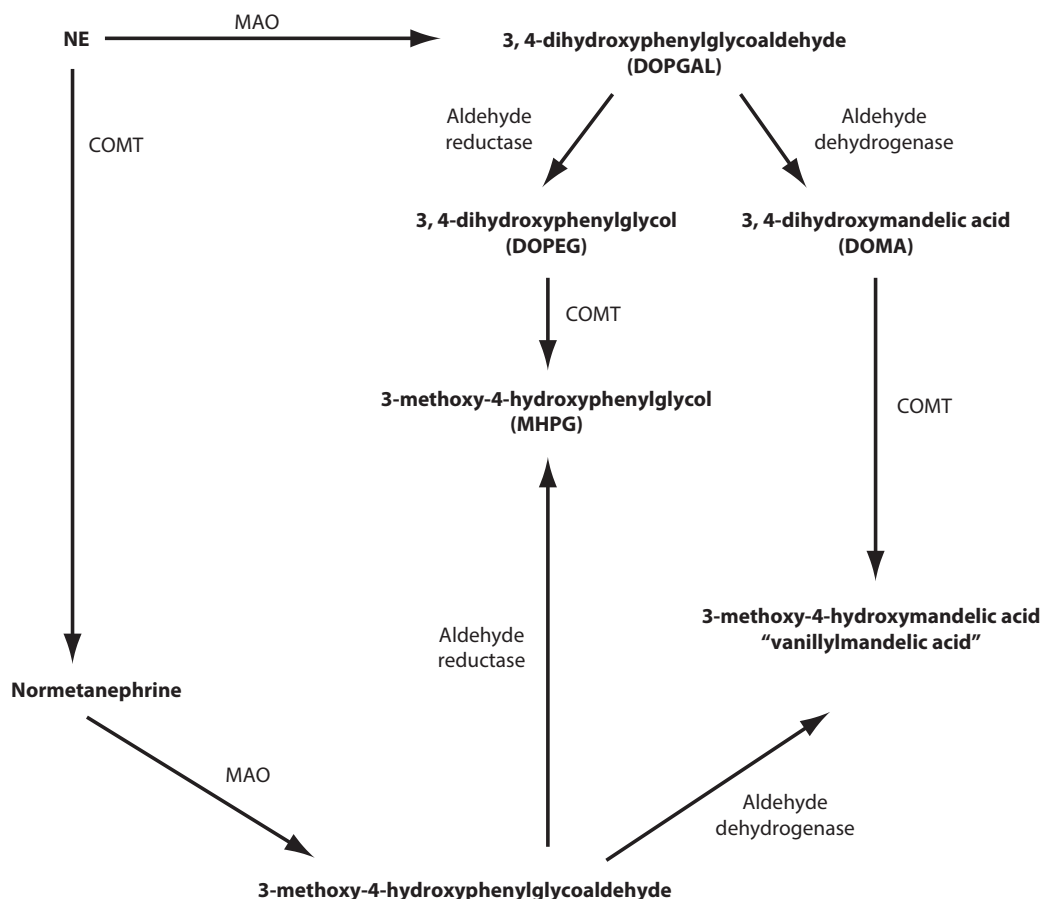 MAO
NE
3, 4-dihydroxyphenylglycoaldehyde
(DOPGAL)
COMT
Aldehyde
reductase
Aldehyde
dehydrogenase
3, 4-dihydroxyphenylglycol
(DOPEG)
3, 4-dihydroxymandelic acid
(DOMA)
COMT
3-methoxy-4-hydroxyphenylglycol
(MHPG)
COMT
3-methoxy-4-hydroxymandelic acid
“vanillylmandelic acid”
Aldehyde
reductase
Normetanephrine
MAO
Aldehyde
dehydrogenase
3-methoxy-4-hydroxyphenylglycoaldehyde